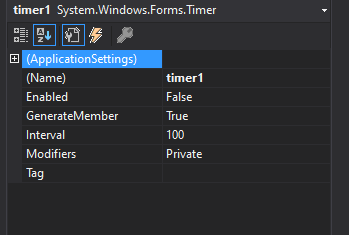 timer1 System.Windows.Forms.Timer
(ApplicationSettings)
(Name) timer1
Enabled False
GenerateMember True
Interval 100
Modifiers Private
Tag